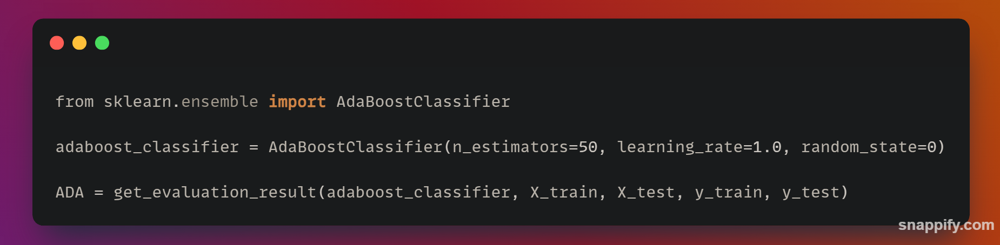 from sklearn.ensemble import AdaBoostClassifier
adaboost_classifier = AdaBoostClassifier(n_estimators=50, learning_rate=1.0, random_state=0)
ADA = get_evaluation_result(adaboost_classifier, X_train, X_test, y_train, y_test)
snappify.com